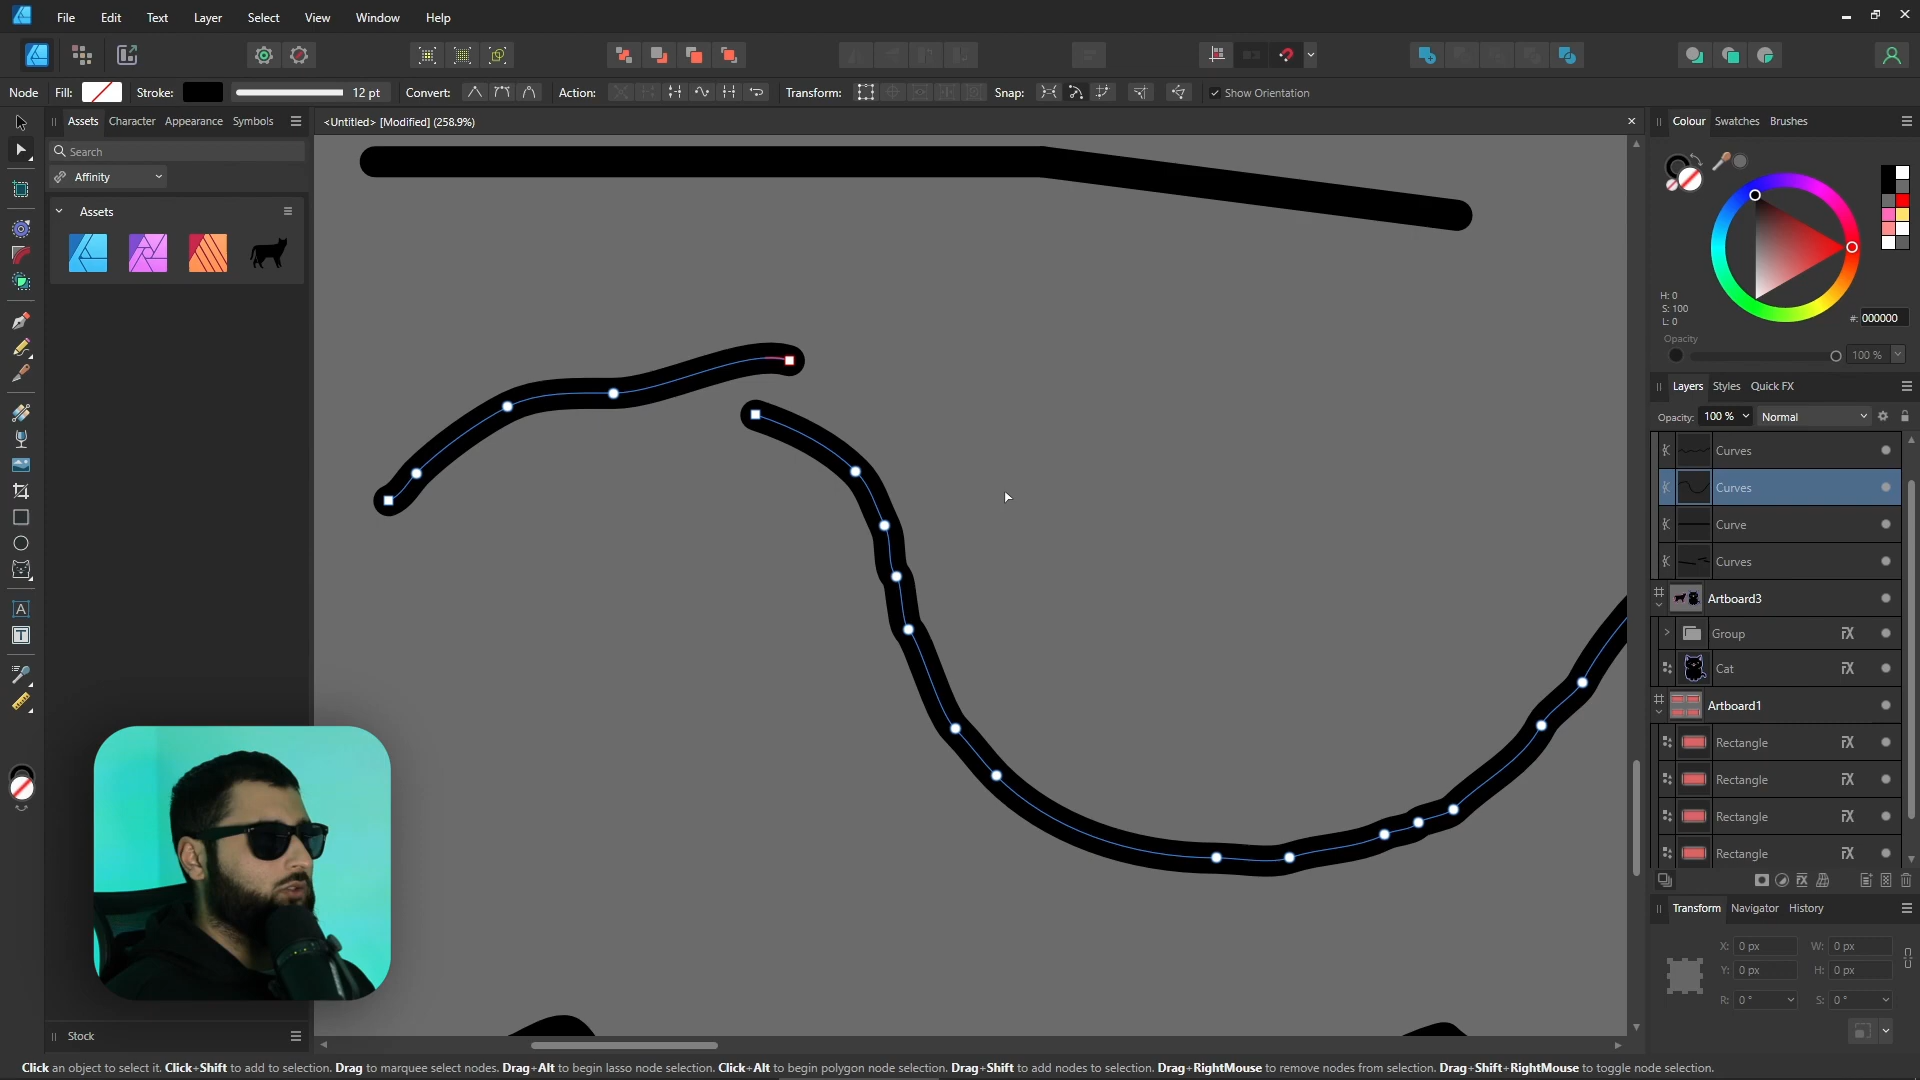 File Edit Text Layer Select View Window Help
Node Fill: Stroke: 12 pt Convert: Action: Transform: Snap: Show Orientation
Assets Character Appearance Symbols
<Untitled> [Modified] (258.9%)
Colour Swatches Brushes
Search
Affinity
Assets
H: 0
S: 100
L: 0
#: 000000
Opacity
100 %
Layers Styles Quick FX
Opacity: 100 % Normal
Curves
Curves
Curve
Curves
Artboard3
Group
Cat
Artboard1
Rectangle
Rectangle
Rectangle
Rectangle
Transform Navigator History
X: 0 px W: 0 px
Y: 0 px H: 0 px
R: 0 ° S: 0 °
Stock
Click an object to select it. Click+Shift to add to selection. Drag to marquee select nodes. Drag+Alt to begin lasso node selection. Click+Alt to begin polygon node selection. Drag+Shift to add nodes to selection. Drag+RightMouse to remove nodes from selection. Drag+Shift+RightMouse to toggle node selection.